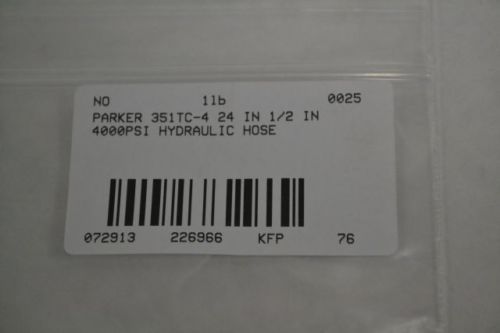 NO 1lb 0025
PARKER 351TC-4 24 IN 1/2 IN
4000PSI HYDRAULIC HOSE
072913 226966 KFP 76